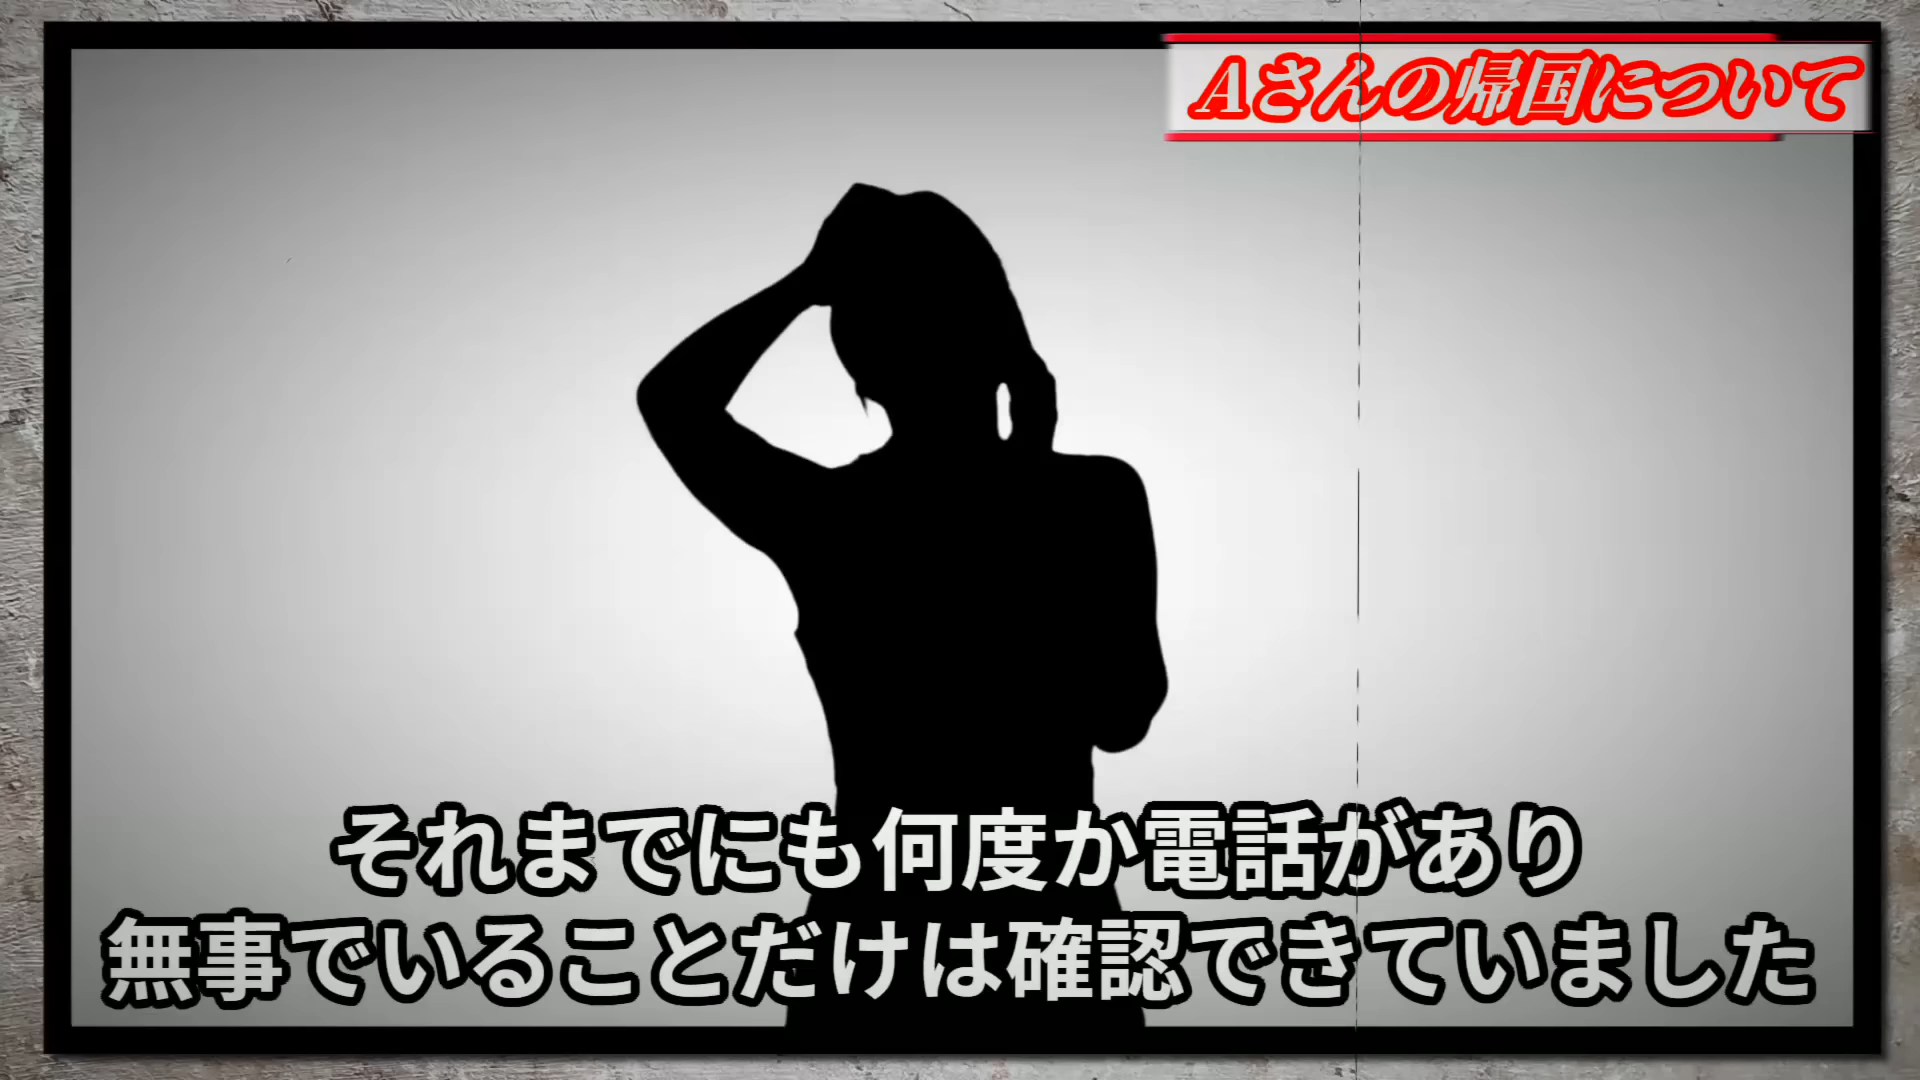 Aさんの帰国について
それまでにも何度か電話があり
無事でいることだけは確認できていました